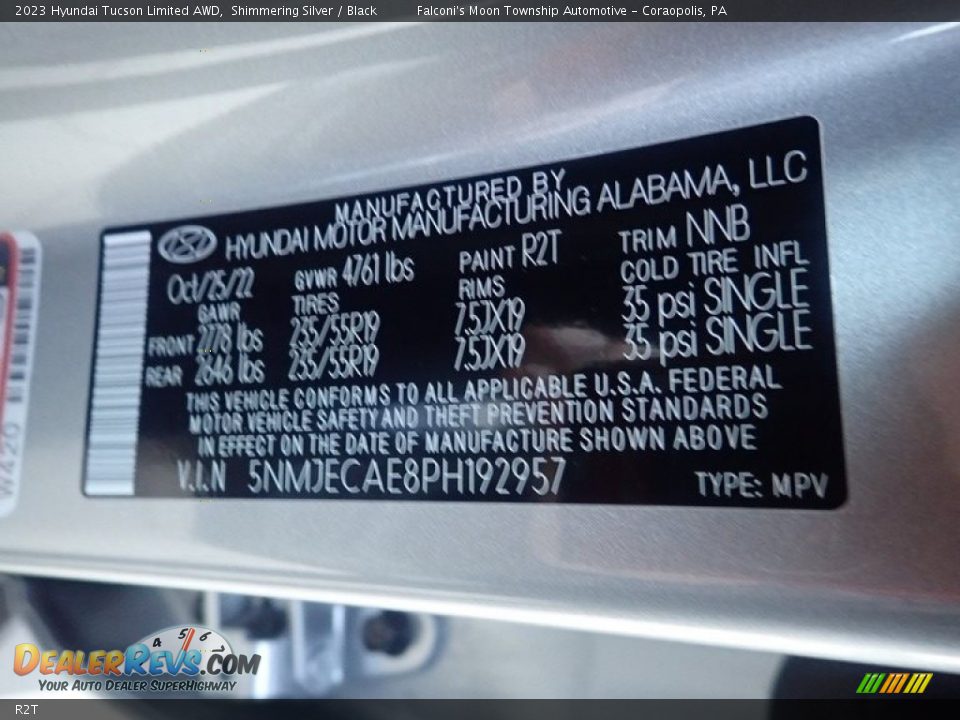 2023 Hyundai Tucson Limited AWD, Shimmering Silver / Black Falconi's Moon Township Automotive - Coraopolis, PA
MANUFACTURED BY
HYUNDAI MOTOR MANUFACTURING ALABAMA, LLC
Oct/25/22 GVWR 4761 lbs PAINT R2T TRIM NNB
GAWR TIRES RIMS COLD TIRE INFL
FRONT 2778 lbs 235/55R19 7.5JX19 35 psi SINGLE
REAR 2646 lbs 235/55R19 7.5JX19 35 psi SINGLE
THIS VEHICLE CONFORMS TO ALL APPLICABLE U.S.A. FEDERAL
MOTOR VEHICLE SAFETY AND THEFT PREVENTION STANDARDS
IN EFFECT ON THE DATE OF MANUFACTURE SHOWN ABOVE
V.I.N 5NMJECAE8PH192957 TYPE: MPV
W420
4 5 6
DEALERREVS.COM
YOUR AUTO DEALER SUPERHIGHWAY
R2T